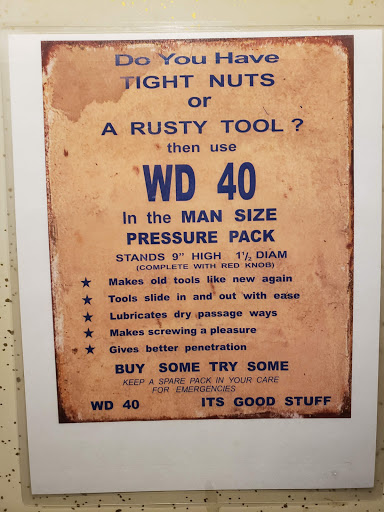 Do You Have
TIGHT NUTS
or
A RUSTY TOOL ?
then use
WD 40
In the MAN SIZE
PRESSURE PACK
STANDS 9" HIGH 1½ DIAM
(COMPLETE WITH RED KNOB)
★ Makes old tools like new again
★ Tools slide in and out with ease
★ Lubricates dry passage ways
★ Makes screwing a pleasure
★ Gives better penetration
BUY SOME TRY SOME
KEEP A SPARE PACK IN YOUR CARE
FOR EMERGENCIES
WD 40 ITS GOOD STUFF